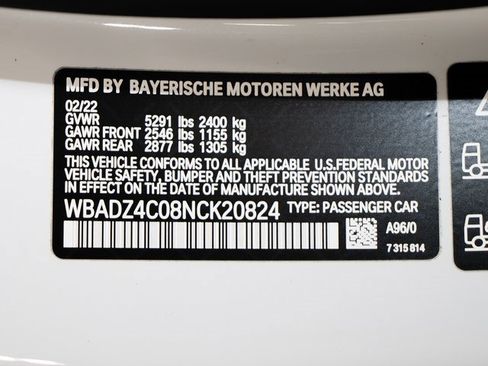 MFD BY BAYERISCHE MOTOREN WERKE AG
02/22
GVWR 5291 lbs 2400 kg
GAWR FRONT 2546 lbs 1155 kg
GAWR REAR 2877 lbs 1305 kg
THIS VEHICLE CONFORMS TO ALL APPLICABLE U.S.FEDERAL MOTOR
VEHICLE SAFETY, BUMPER, AND THEFT PREVENTION STANDARDS
IN EFFECT ON THE DATE OF MANUFACTURE SHOWN ABOVE.
WBADZ4C08NCK20824 TYPE: PASSENGER CAR
A96/0
7 315 814